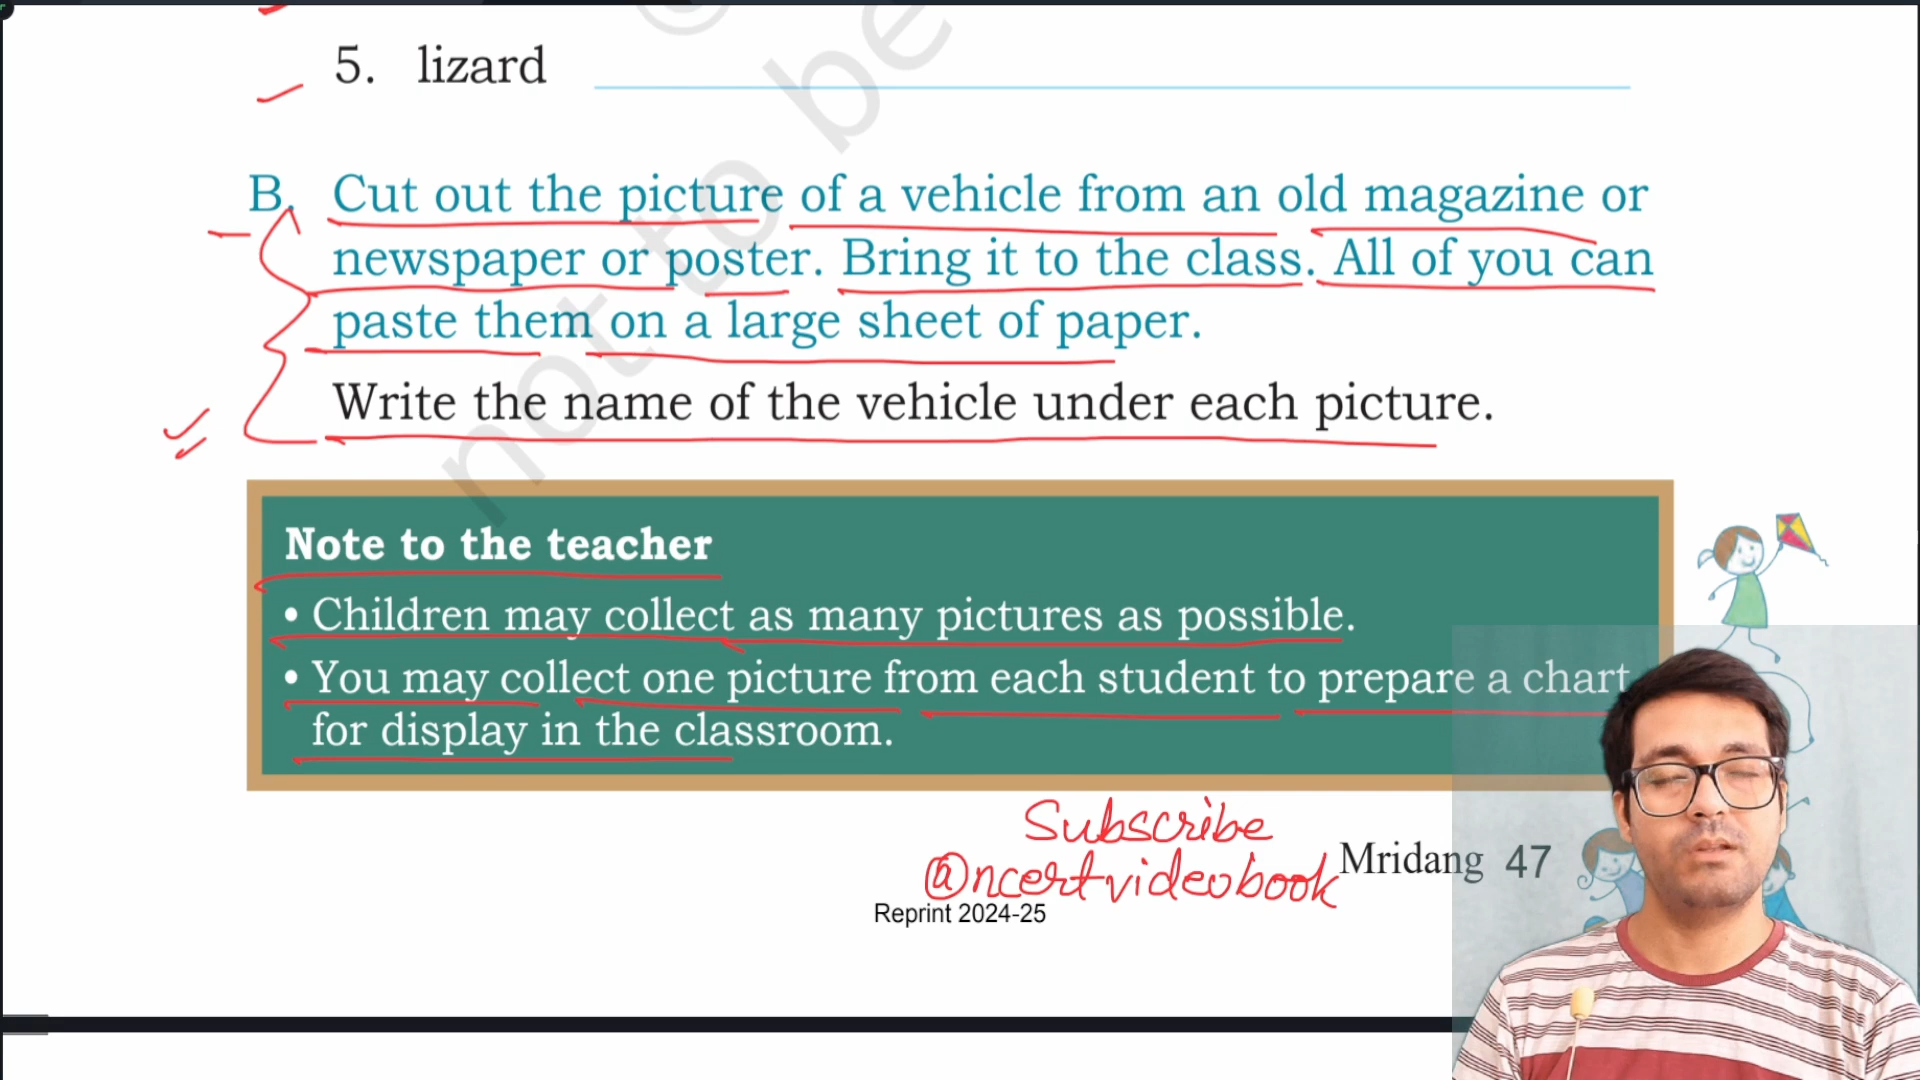 5. lizard
B. Cut out the picture of a vehicle from an old magazine or
newspaper or poster. Bring it to the class. All of you can
paste them on a large sheet of paper.
Write the name of the vehicle under each picture.
not to be
Note to the teacher
• Children may collect as many pictures as possible.
• You may collect one picture from each student to prepare a chart
for display in the classroom.
Subscribe
@ncertvideobook
Mridang 47
Reprint 2024-25